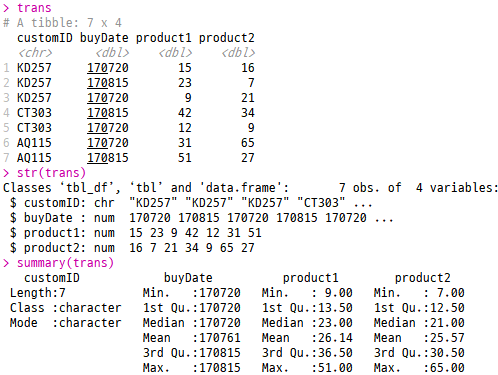 > trans
# A tibble: 7 x 4
  customID buyDate product1 product2
  <chr>      <dbl>    <dbl>    <dbl>
1 KD257     170720       15       16
2 KD257     170815       23        7
3 KD257     170720        9       21
4 CT303     170815       42       34
5 CT303     170720       12        9
6 AQ115     170720       31       65
7 AQ115     170815       51       27
> str(trans)
Classes ‘tbl_df’, ‘tbl’ and 'data.frame':	7 obs. of  4 variables:
 $ customID: chr  "KD257" "KD257" "KD257" "CT303" ...
 $ buyDate : num  170720 170815 170720 170815 170720 ...
 $ product1: num  15 23 9 42 12 31 51
 $ product2: num  16 7 21 34 9 65 27
> summary(trans)
   customID            buyDate          product1        product2
 Length:7           Min.   :170720   Min.   : 9.00   Min.   : 7.00
 Class :character   1st Qu.:170720   1st Qu.:13.50   1st Qu.:12.50
 Mode  :character   Median :170720   Median :23.00   Median :21.00
                    Mean   :170761   Mean   :26.14   Mean   :25.57
                    3rd Qu.:170815   3rd Qu.:36.50   3rd Qu.:30.50
                    Max.   :170815   Max.   :51.00   Max.   :65.00